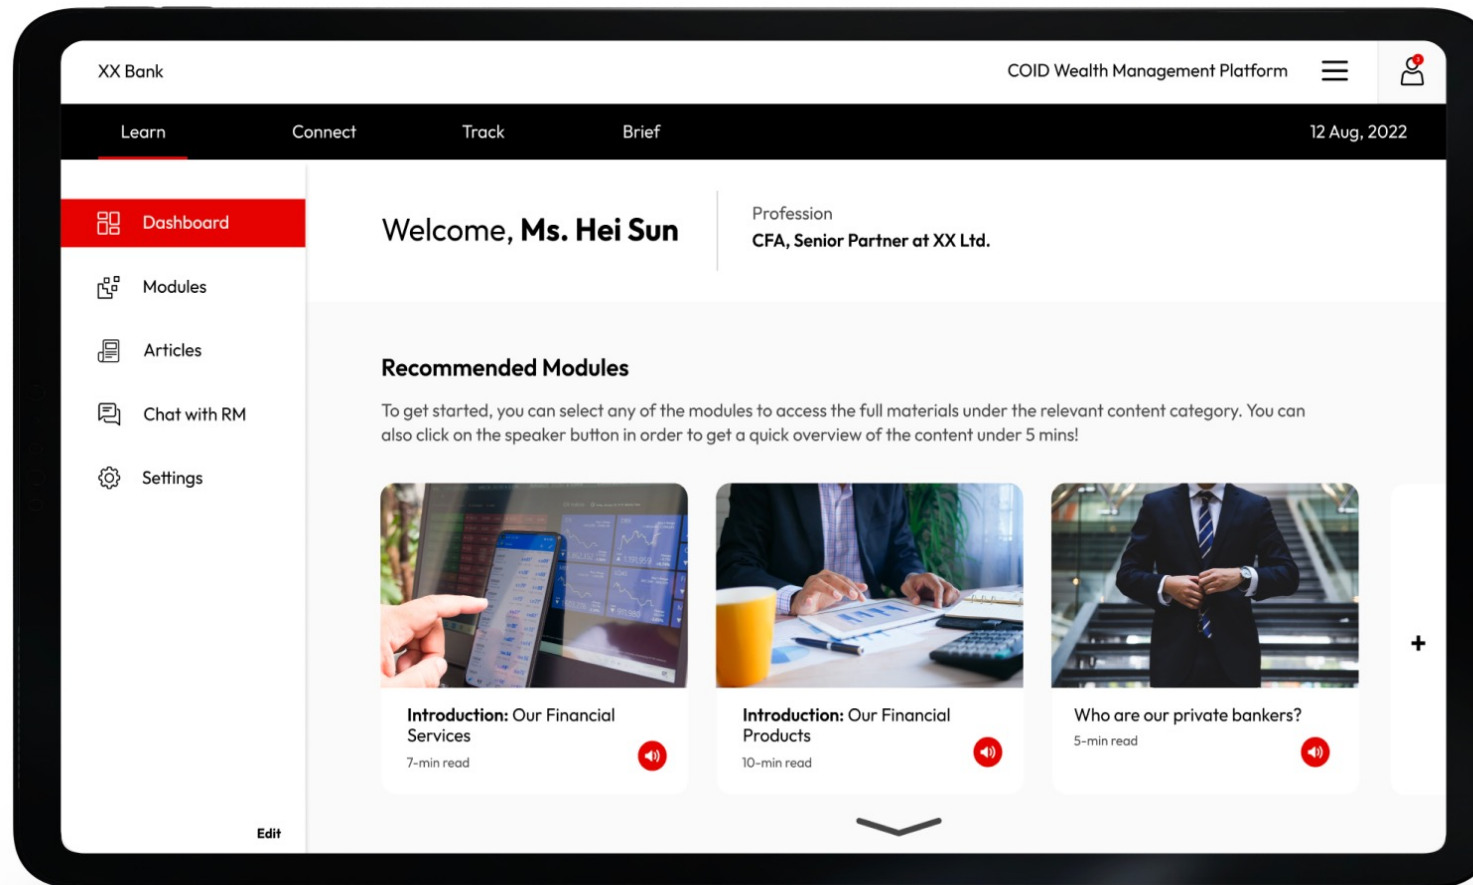 XX Bank
COID Wealth Management Platform
Learn
Connect
Track
Brief
12 Aug, 2022
Dashboard
Modules
Articles
Chat with RM
Settings
Edit
Welcome, Ms. Hei Sun
Profession
CFA, Senior Partner at XX Ltd.
Recommended Modules
To get started, you can select any of the modules to access the full materials under the relevant content category. You can
also click on the speaker button in order to get a quick overview of the content under 5 mins!
Introduction: Our Financial
Services
7-min read
Introduction: Our Financial
Products
10-min read
Who are our private bankers?
5-min read
+